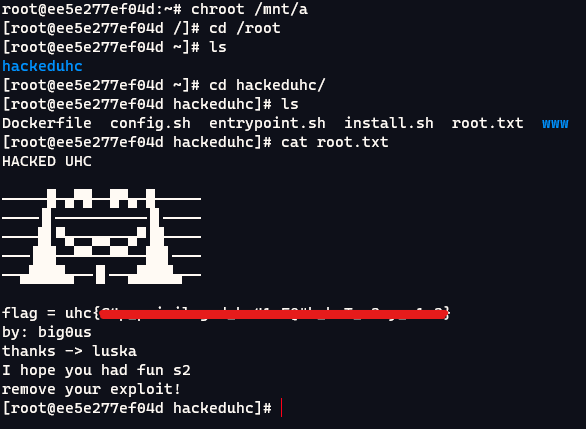 root@ee5e277ef04d:~# chroot /mnt/a
[root@ee5e277ef04d /]# cd /root
[root@ee5e277ef04d ~]# ls
hackeduhc
[root@ee5e277ef04d ~]# cd hackeduhc/
[root@ee5e277ef04d hackeduhc]# ls
Dockerfile  config.sh  entrypoint.sh  install.sh  root.txt  www
[root@ee5e277ef04d hackeduhc]# cat root.txt
HACKED UHC
flag = uhc{ }
by: big0us
thanks -> luska
I hope you had fun s2
remove your exploit!
[root@ee5e277ef04d hackeduhc]#